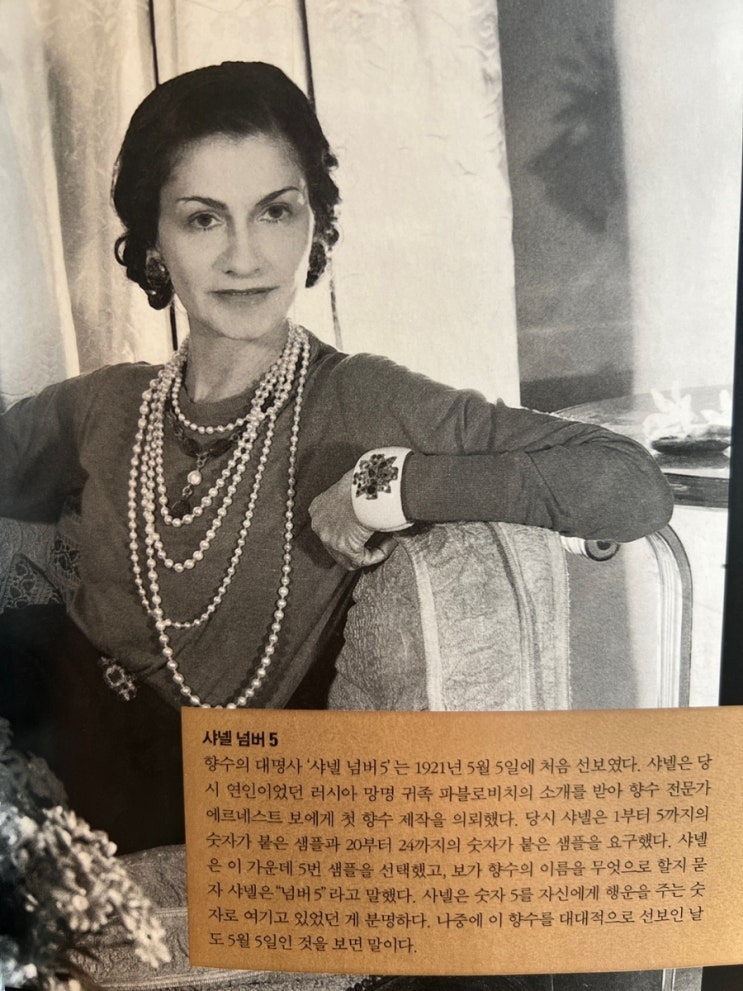 샤넬 넘버 5
향수의 대명사 ‘샤넬 넘버 5’는 1921년 5월 5일에 처음 선보였다. 샤넬은 당
시 연인이었던 러시아 망명 귀족 파블로비치의 소개를 받아 향수 전문가
에르네스트 보에게 첫 향수 제작을 의뢰했다. 당시 샤넬은 1부터 5까지의
숫자가 붙은 샘플과 20부터 24까지의 숫자가 붙은 샘플을 요구했다. 샤넬
은 이 가운데 5번 샘플을 선택했고, 보가 향수의 이름을 무엇으로 할지 묻
자 샤넬은 “넘버 5”라고 말했다. 샤넬은 숫자 5를 자신에게 행운을 주는 숫
자로 여기고 있었던 게 분명하다. 나중에 이 향수를 대대적으로 선보인 날
도 5월 5일인 것을 보면 말이다.